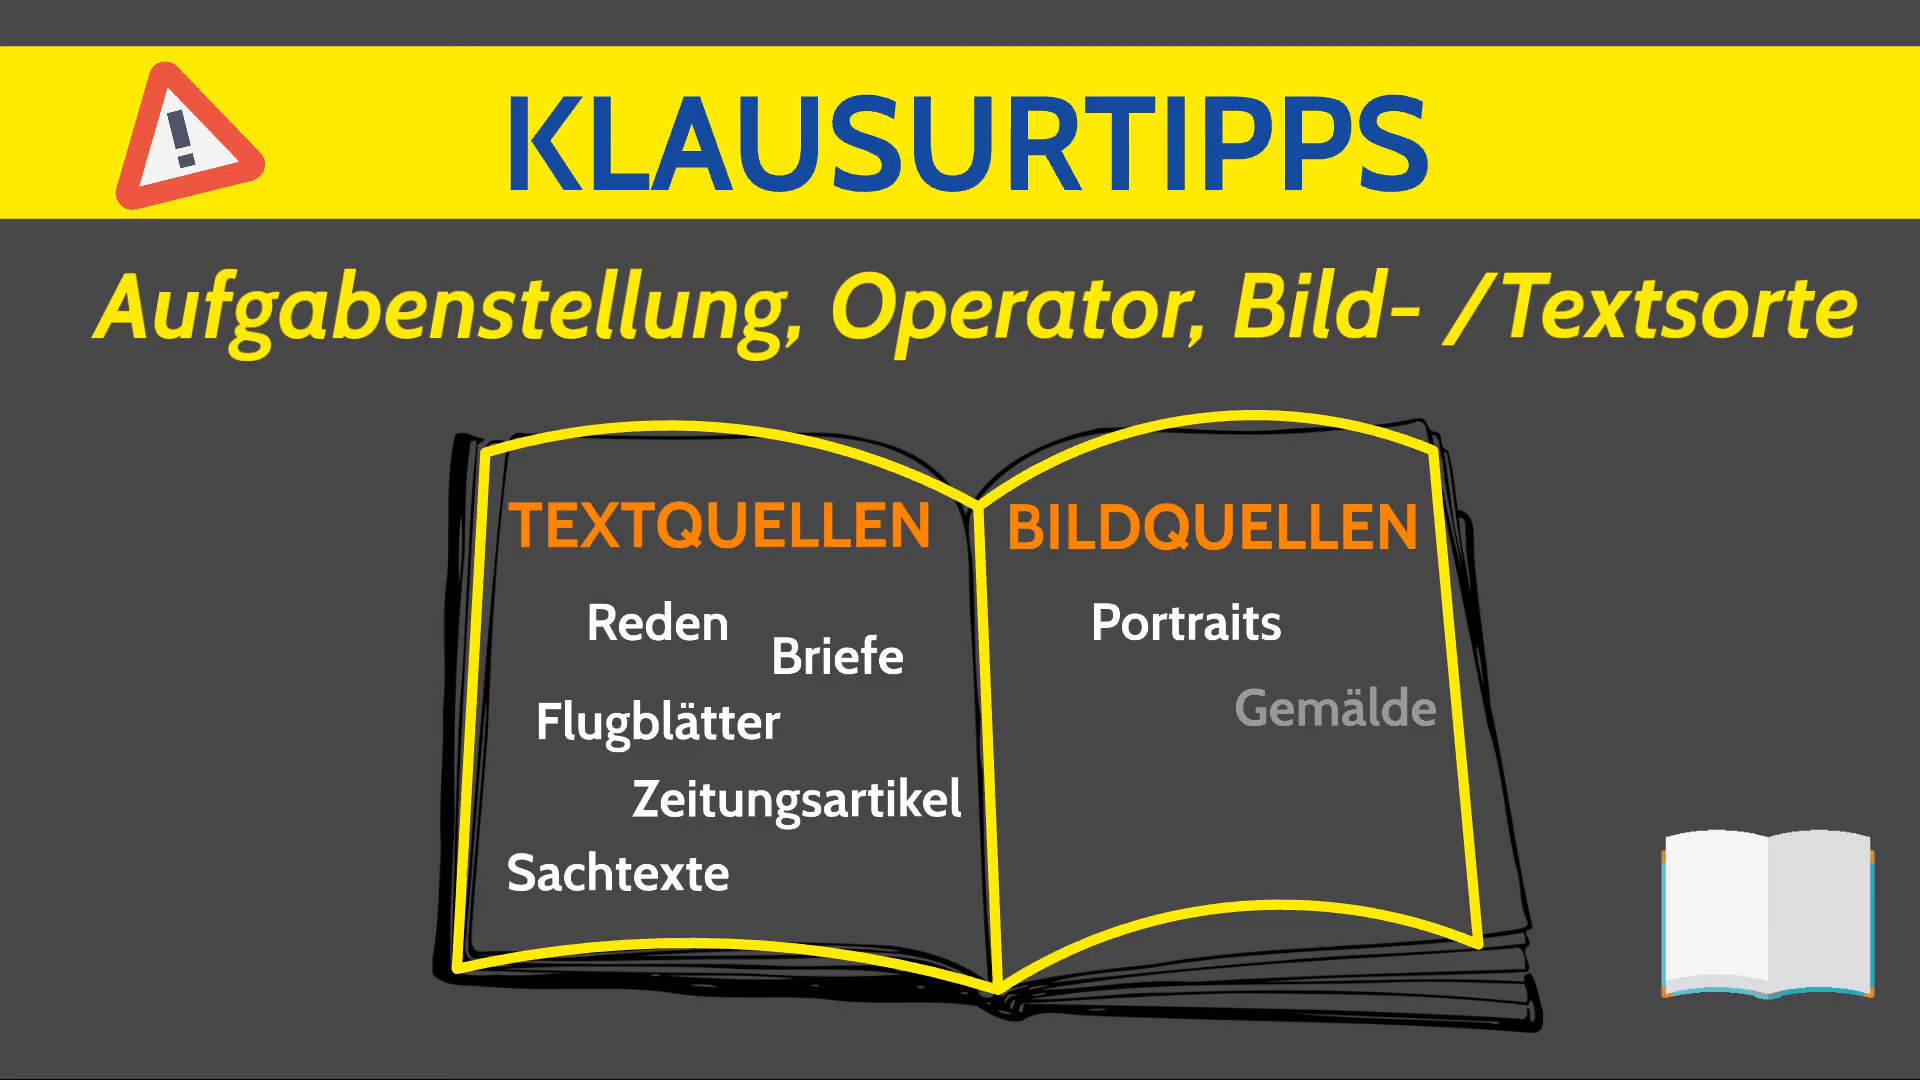 KLAUSURTIPPS
Aufgabenstellung, Operator, Bild- /Textsorte
TEXTQUELLEN
Reden
Briefe
Flugblätter
Zeitungsartikel
Sachtexte
BILDQUELLEN
Portraits
Gemälde